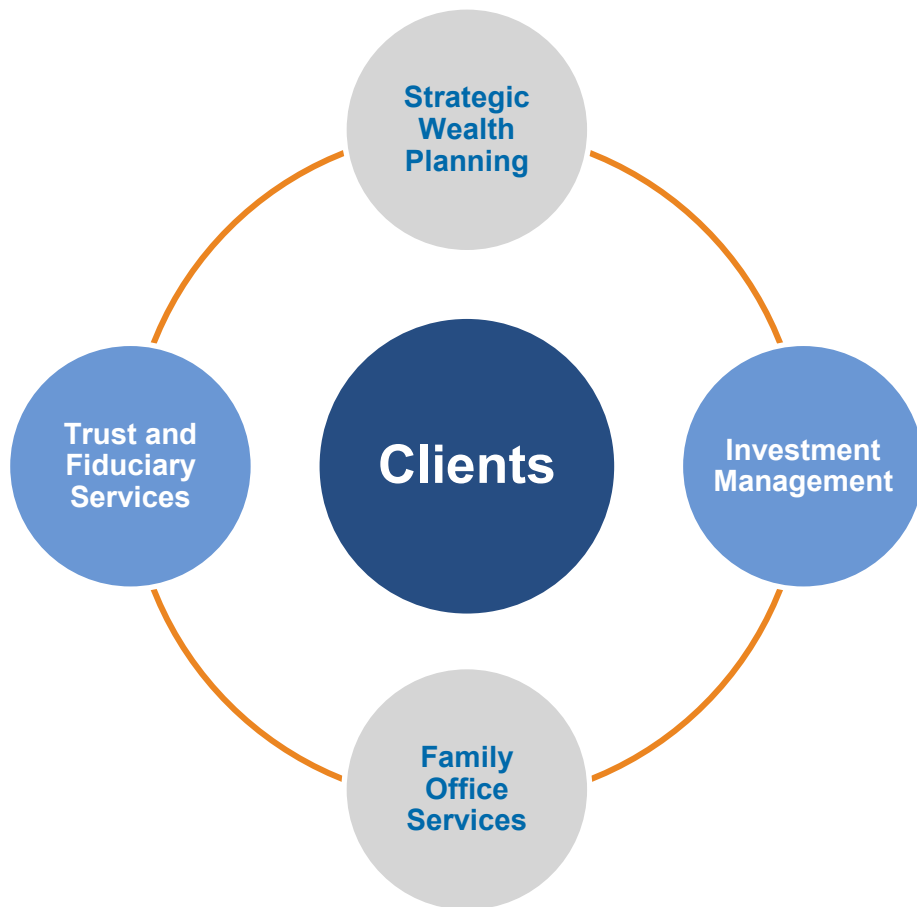 Strategic
Wealth
Planning
Trust and
Fiduciary
Services
Clients
Investment
Management
Family
Office
Services